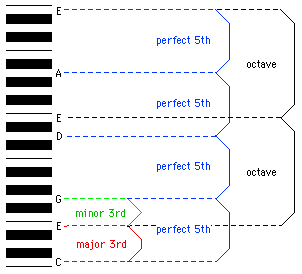 E
perfect 5th
octave
A
perfect 5th
E
D
perfect 5th
octave
G
minor 3rd
perfect 5th
E
major 3rd
C